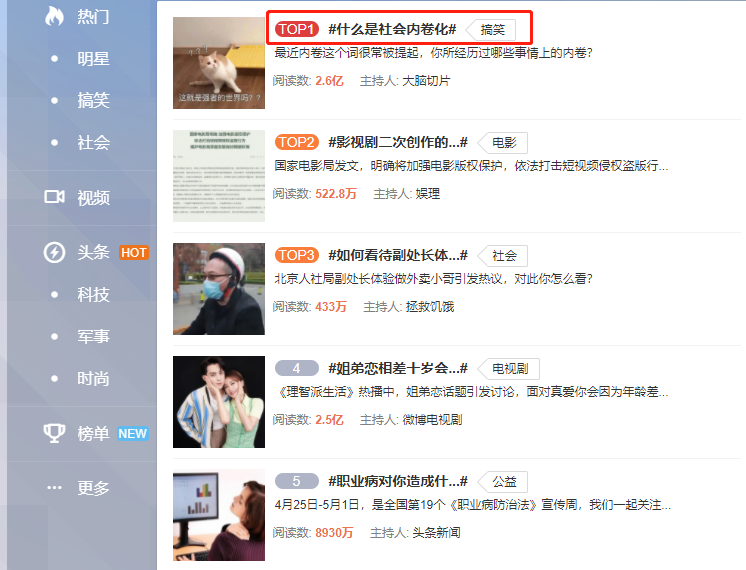 热门
明星
搞笑
社会
视频
头条 HOT
科技
军事
时尚
榜单 NEW
更多
TOP1 #什么是社会内卷化# 搞笑
最近内卷这个词很常被提起，你所经历过哪些事情上的内卷？
阅读数: 2.6亿 主持人: 大脑切片
这就是强者的世界吗？？
TOP2 #影视剧二次创作的...# 电影
国家电影局发文，明确将加强电影版权保护，依法打击短视频侵权盗版行...
阅读数: 522.8万 主持人: 娱理
TOP3 #如何看待副处长体...# 社会
北京人社局副处长体验做外卖小哥引发热议，对此你怎么看？
阅读数: 433万 主持人: 拯救饥饿
4 #姐弟恋相差十岁会...# 电视剧
《理智派生活》热播中，姐弟恋话题引发讨论，面对真爱你会因为年龄差...
阅读数: 2.5亿 主持人: 微博电视剧
5 #职业病对你造成什...# 公益
4月25日-5月1日，是全国第19个《职业病防治法》宣传周，我们一起关注...
阅读数: 8930万 主持人: 头条新闻